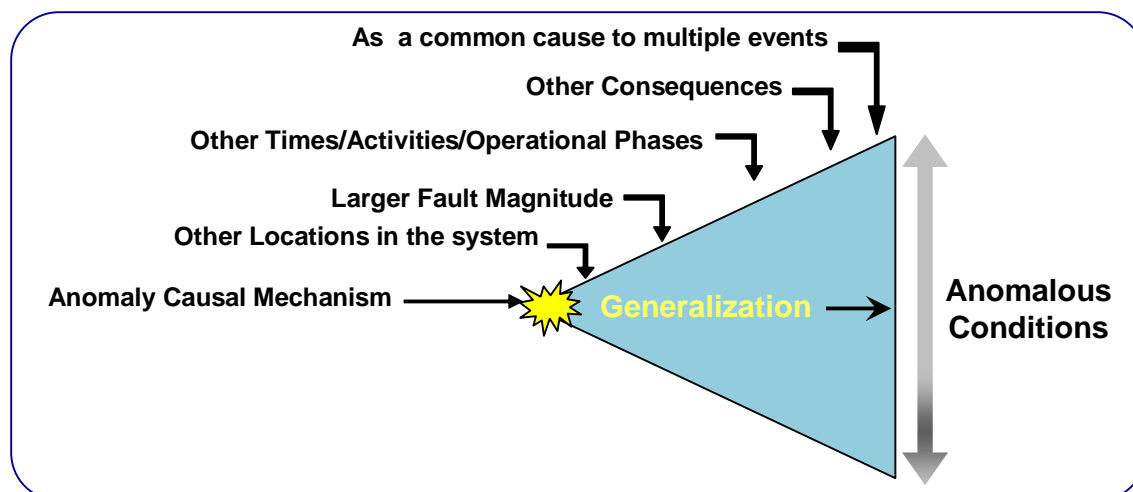 As a common cause to multiple events
Other Consequences
Other Times/Activities/Operational Phases
Larger Fault Magnitude
Other Locations in the system
Anomaly Causal Mechanism
Generalization
Anomalous
Conditions